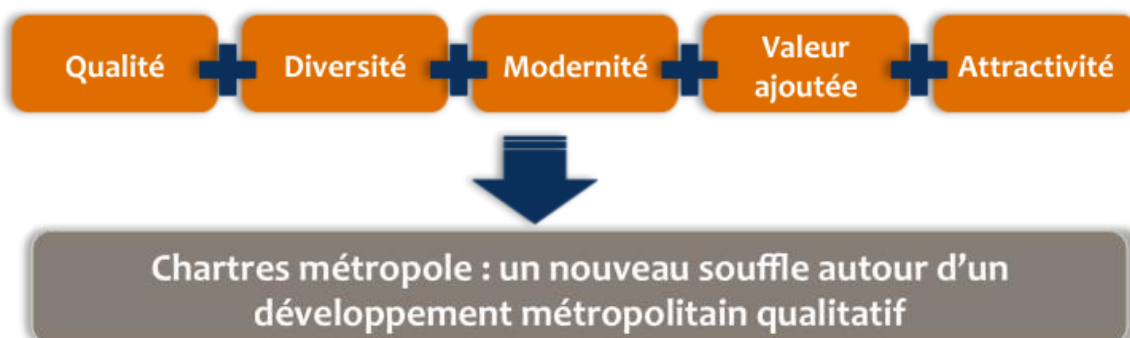 Qualité
Diversité
Modernité
Valeur
ajoutée
Attractivité
Chartres métropole : un nouveau souffle autour d’un
développement métropolitain qualitatif